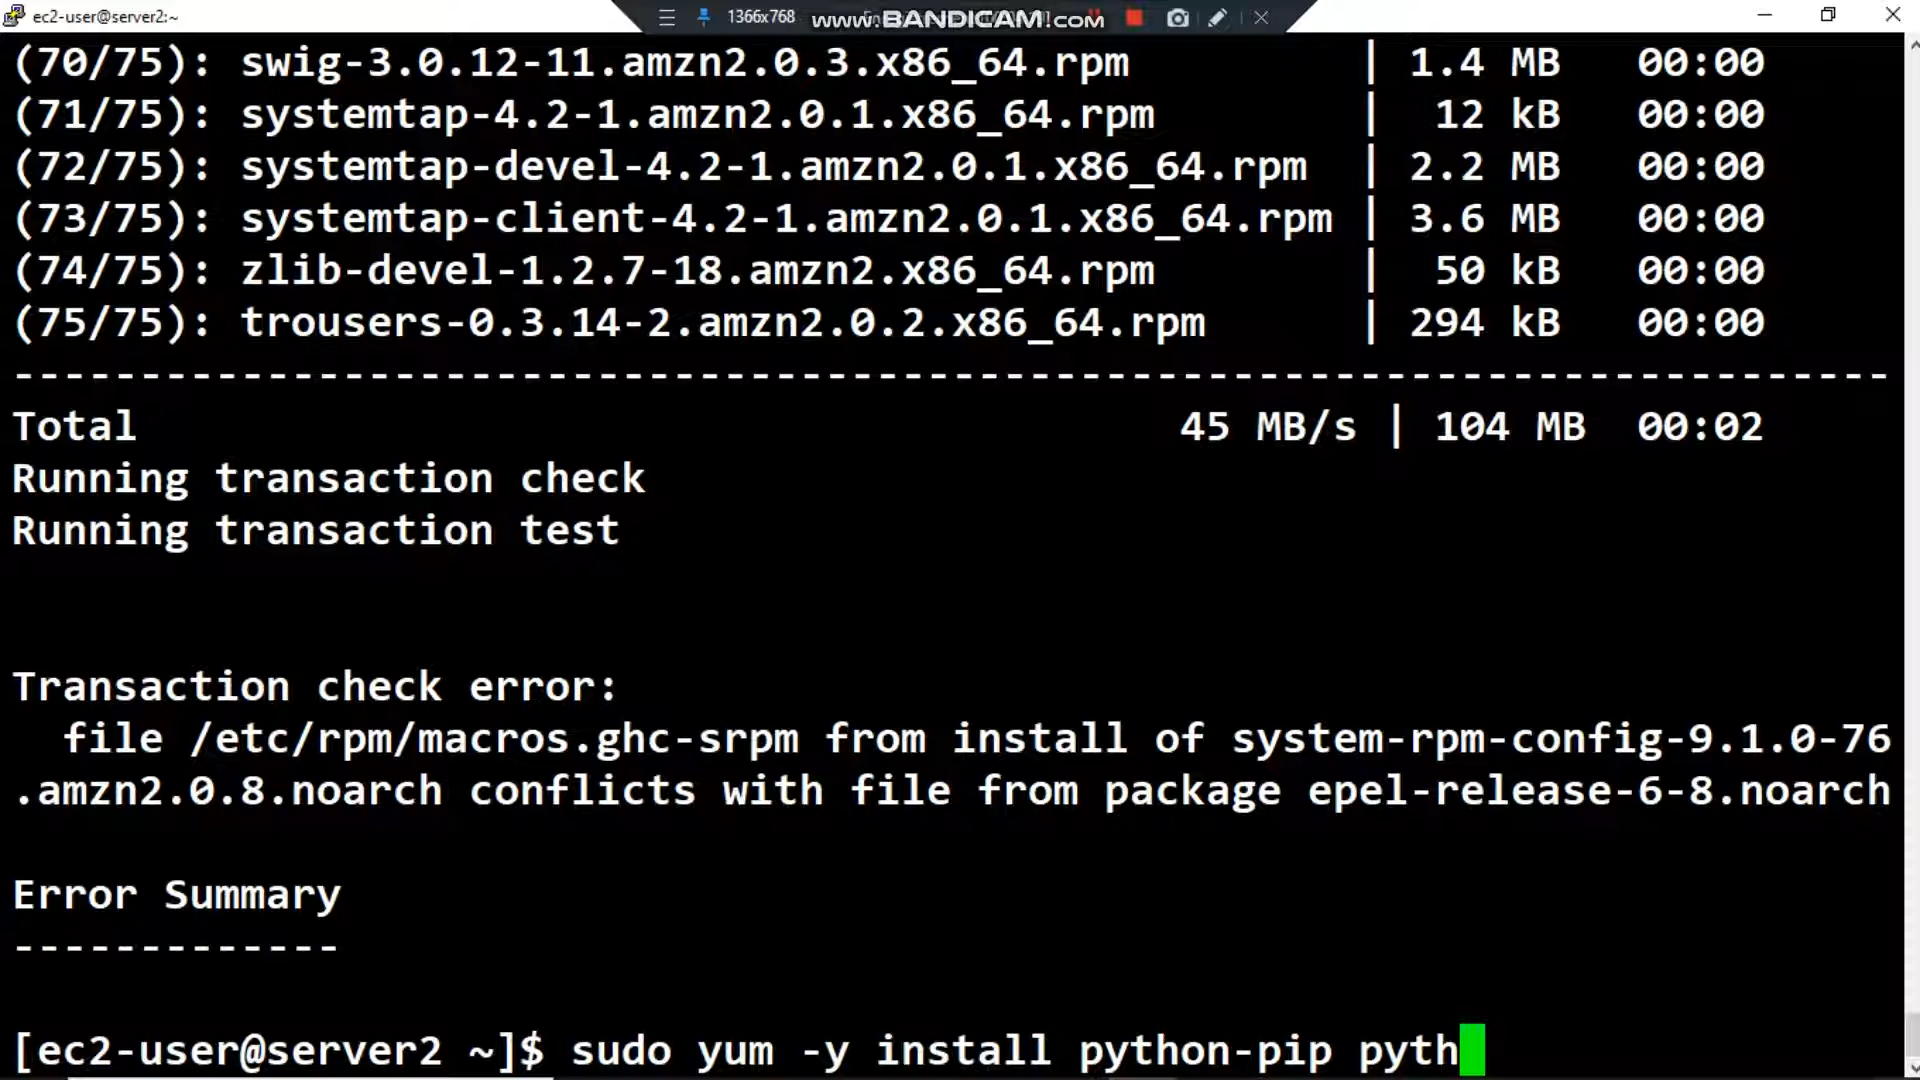 ec2-user@server2:~
1366x768
www.BANDICAM.com
(70/75): swig-3.0.12-11.amzn2.0.3.x86_64.rpm | 1.4 MB 00:00
(71/75): systemtap-4.2-1.amzn2.0.1.x86_64.rpm | 12 kB 00:00
(72/75): systemtap-devel-4.2-1.amzn2.0.1.x86_64.rpm | 2.2 MB 00:00
(73/75): systemtap-client-4.2-1.amzn2.0.1.x86_64.rpm | 3.6 MB 00:00
(74/75): zlib-devel-1.2.7-18.amzn2.x86_64.rpm | 50 kB 00:00
(75/75): trousers-0.3.14-2.amzn2.0.2.x86_64.rpm | 294 kB 00:00
--------------------------------------------------------------------------
Total 45 MB/s | 104 MB 00:02
Running transaction check
Running transaction test
Transaction check error:
file /etc/rpm/macros.ghc-srpm from install of system-rpm-config-9.1.0-76
.amzn2.0.8.noarch conflicts with file from package epel-release-6-8.noarch
Error Summary
-------------
[ec2-user@server2 ~]$ sudo yum -y install python-pip pyth